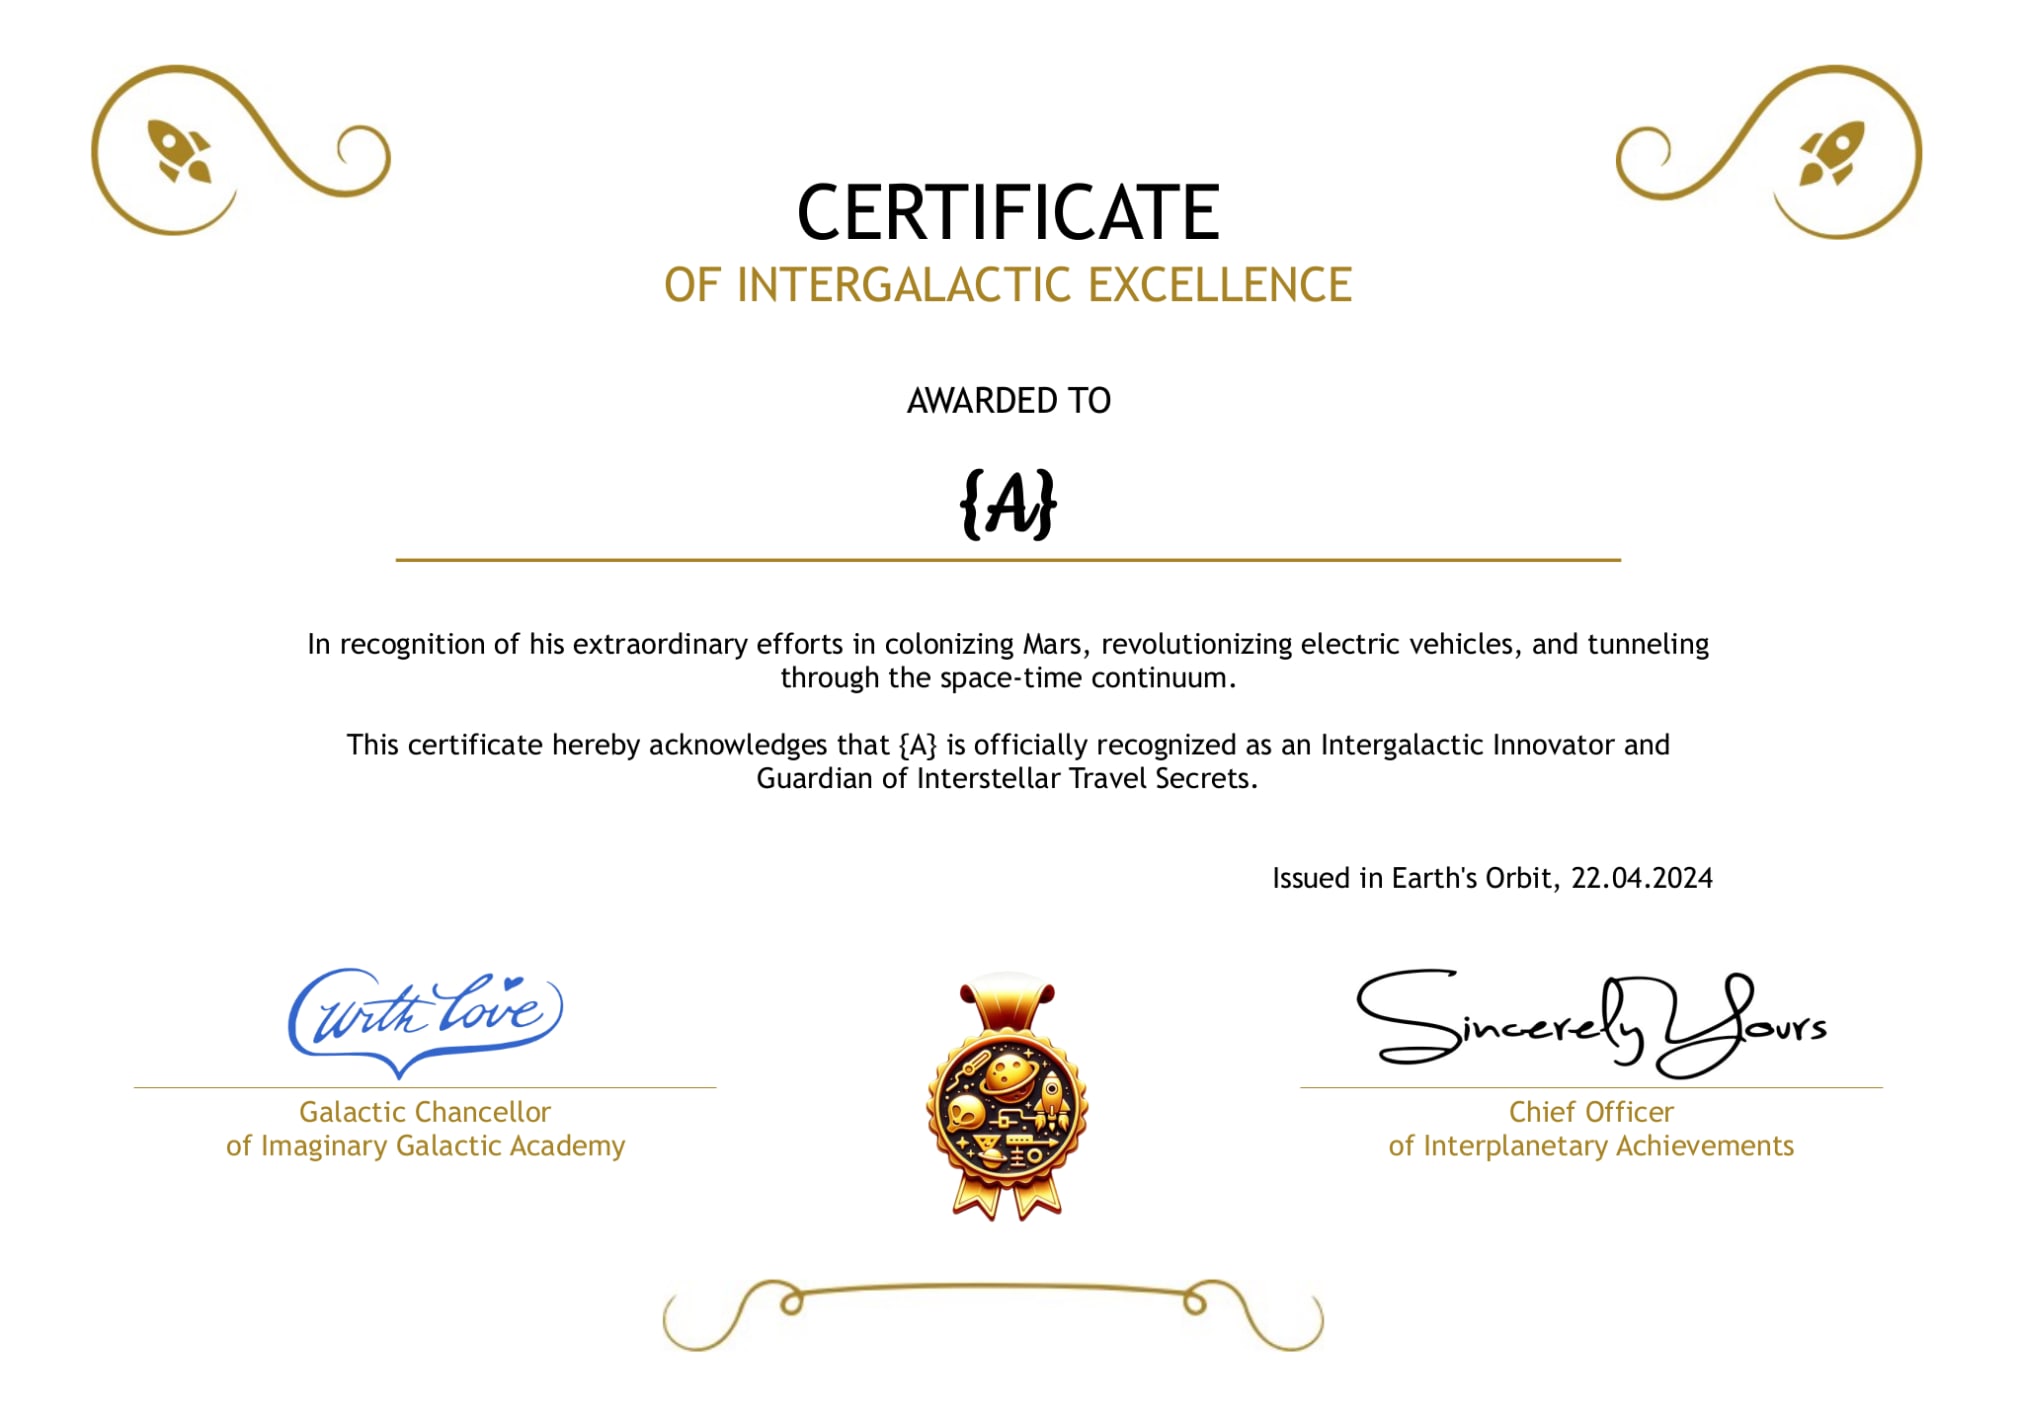 CERTIFICATE
OF INTERGALACTIC EXCELLENCE
AWARDED TO
{A}
In recognition of his extraordinary efforts in colonizing Mars, revolutionizing electric vehicles, and tunneling
through the space-time continuum.
This certificate hereby acknowledges that {A} is officially recognized as an Intergalactic Innovator and
Guardian of Interstellar Travel Secrets.
Issued in Earth's Orbit, 22.04.2024
with love
Sincerely Yours
Galactic Chancellor
of Imaginary Galactic Academy
Chief Officer
of Interplanetary Achievements